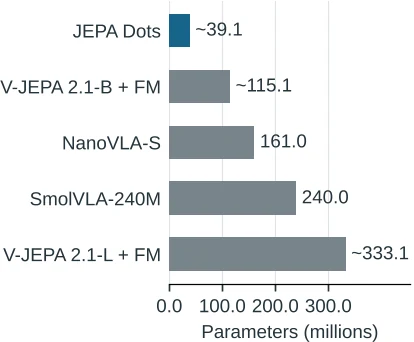 JEPA Dots ~39.1
V-JEPA 2.1-B + FM ~115.1
NanoVLA-S 161.0
SmolVLA-240M 240.0
V-JEPA 2.1-L + FM ~333.1
0.0 100.0 200.0 300.0
Parameters (millions)